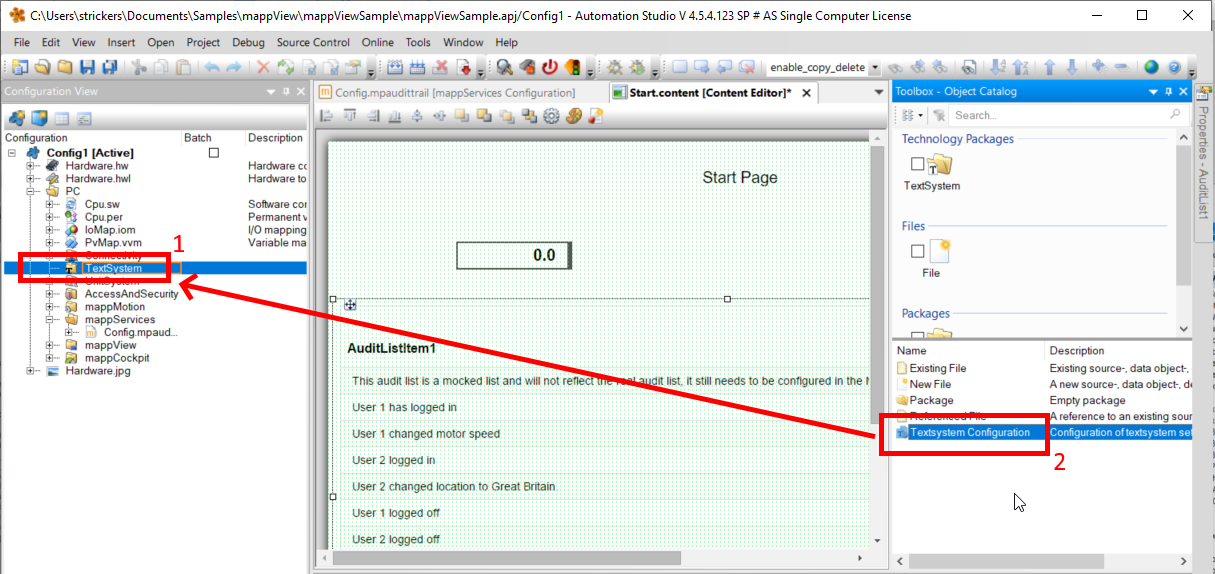 C:\Users\strickers\Documents\Samples\mappView\mappViewSample\mappViewSample.apj/Config1 - Automation Studio V 4.5.4.123 SP # AS Single Computer License
File Edit View Insert Open Project Debug Source Control Online Tools Window Help
enable_copy_delete
Configuration View
Configuration Batch Description
Config1 [Active]
Hardware.hw Hardware co
Hardware.hwl Hardware to
PC
Cpu.sw Software con
Cpu.per Permanent v
IoMap.iom I/O mapping
PvMap.vvm Variable ma
Connectivity
1
TextSystem
UnitSystem
AccessAndSecurity
mappMotion
mappServices
Config.mpaud...
mappView
mappCockpit
Hardware.jpg
Config.mpaudittrail [mappServices Configuration]
Start.content [Content Editor]*
Start Page
0.0
AuditListItem1
This audit list is a mocked list and will not reflect the real audit list, it still needs to be configured in the M
User 1 has logged in
User 1 changed motor speed
User 2 logged in
User 2 changed location to Great Britain
User 1 logged off
User 2 logged off
Toolbox - Object Catalog
Search...
Technology Packages
TextSystem
Files
File
Packages
Name Description
Existing File Existing source-, data object-,
New File A new source-, data object-, de
Package Empty package
Referenced File A reference to an existing sour
Textsystem Configuration Configuration of textsystem set
2
Properties - AuditList1